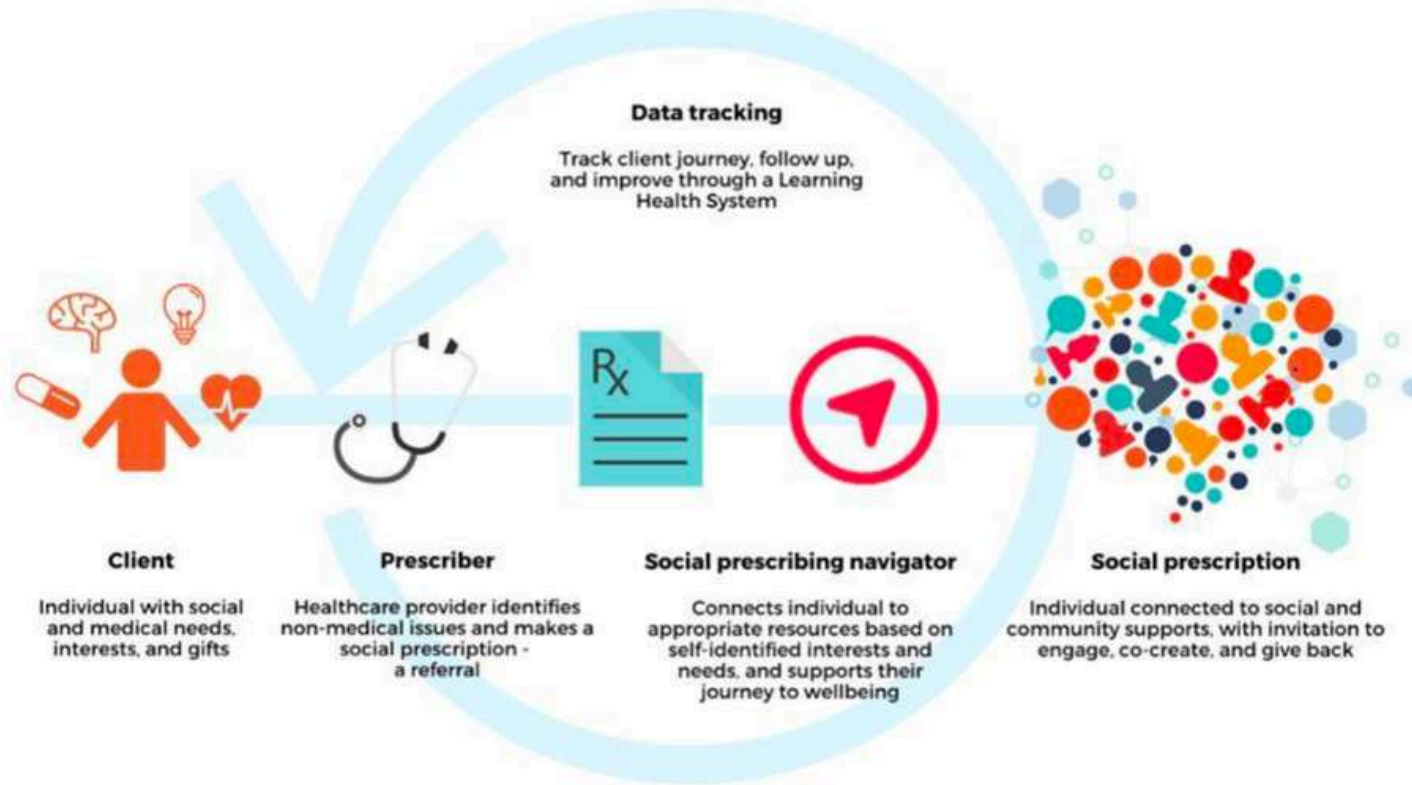 Data tracking
Track client journey, follow up,
and improve through a Learning
Health System
Rx
Client
Individual with social
and medical needs,
interests, and gifts
Prescriber
Healthcare provider identifies
non-medical issues and makes a
social prescription -
a referral
Social prescribing navigator
Connects individual to
appropriate resources based on
self-identified interests and
needs, and supports their
journey to wellbeing
Social prescription
Individual connected to social and
community supports, with invitation to
engage, co-create, and give back